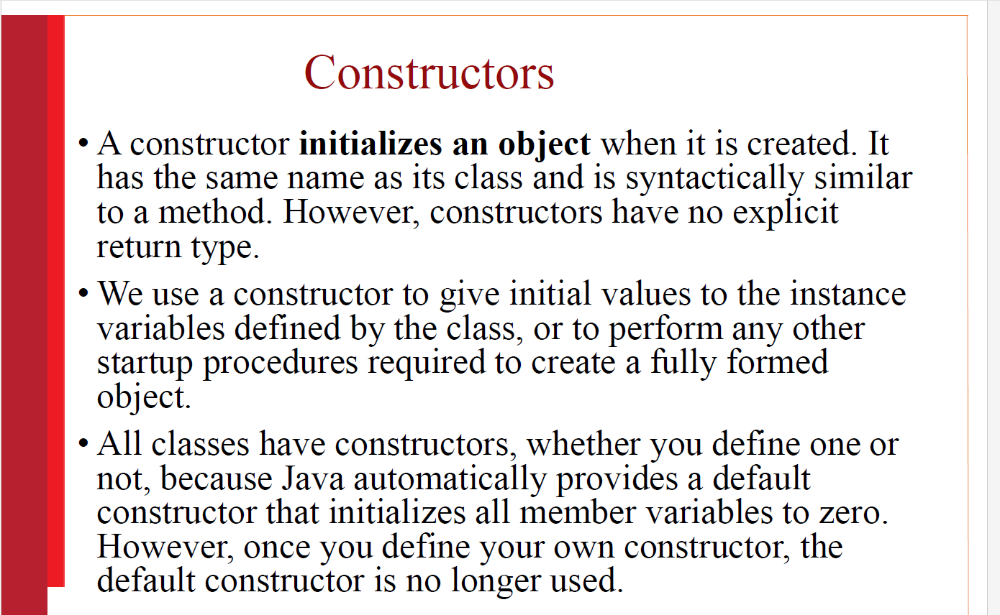 Constructors
• A constructor initializes an object when it is created. It
has the same name as its class and is syntactically similar
to a method. However, constructors have no explicit
return type.
• We use a constructor to give initial values to the instance
variables defined by the class, or to perform any other
startup procedures required to create a fully formed
object.
• All classes have constructors, whether you define one or
not, because Java automatically provides a default
constructor that initializes all member variables to zero.
However, once you define your own constructor, the
default constructor is no longer used.